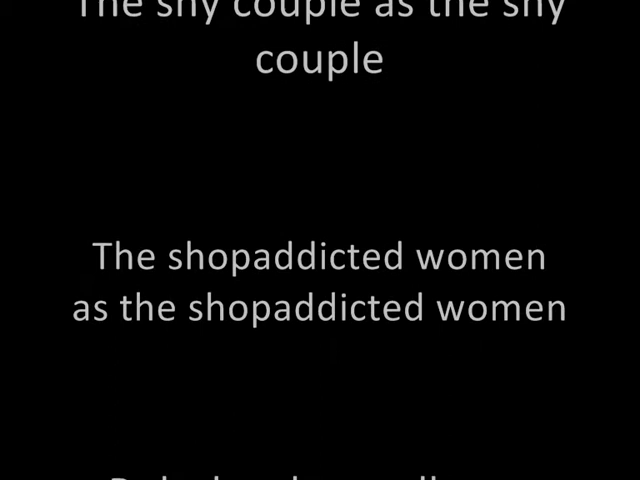 The shy couple as the shy
couple
The shopaddicted women
as the shopaddicted women